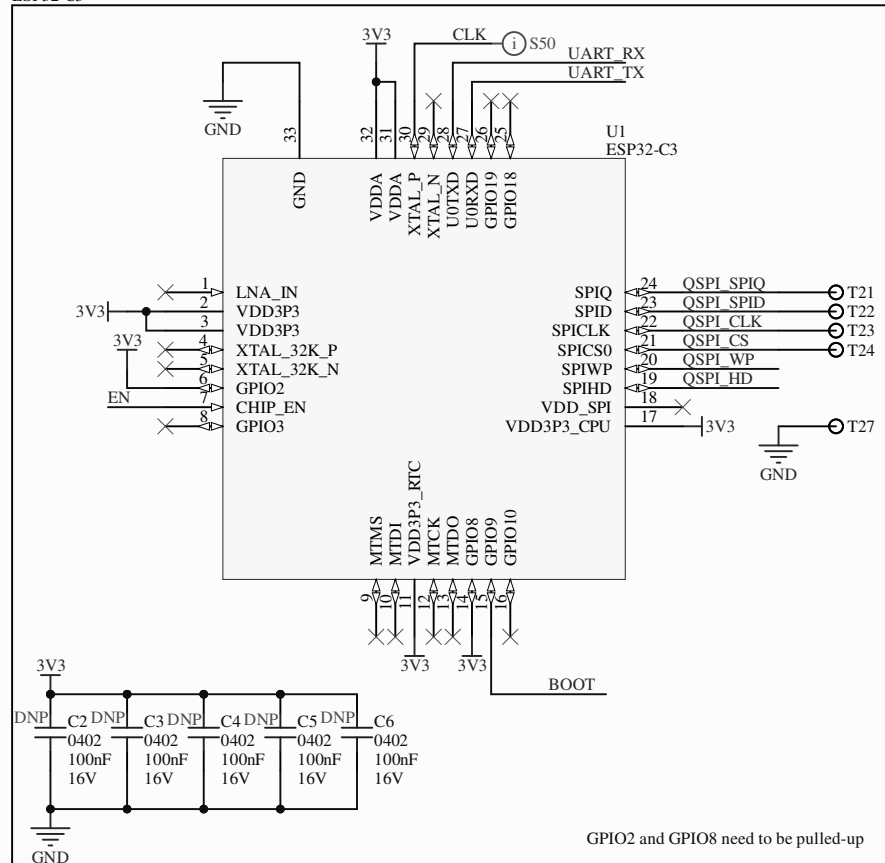 ESP32-C3
3V3
CLK
i
S50
UART_RX
UART_TX
GND
33
32
31
30
29
28
27
26
25
U1
ESP32-C3
GND
VDDA
VDDA
XTAL_P
XTAL_N
U0TXD
U0RXD
GPIO19
GPIO18
1 LNA_IN
3V3
2 VDD3P3
3 VDD3P3
3V3
4 XTAL_32K_P
5 XTAL_32K_N
6 GPIO2
EN
7 CHIP_EN
8 GPIO3
SPIQ 24 QSPI_SPIQ T21
SPID 23 QSPI_SPID T22
SPICLK 22 QSPI_CLK T23
SPICS0 21 QSPI_CS T24
SPIWP 20 QSPI_WP
SPIHD 19 QSPI_HD
VDD_SPI 18
VDD3P3_CPU 17 3V3
T27
GND
MTMS
MTDI
VDD3P3_RTC
MTCK
MTDO
GPIO8
GPIO9
GPIO10
9
10
11
12
13
14
15
16
3V3
3V3
BOOT
3V3
DNP C2 DNP C3 DNP C4 DNP C5 DNP C6
0402 0402 0402 0402 0402
100nF 100nF 100nF 100nF 100nF
16V 16V 16V 16V 16V
GND
GPIO2 and GPIO8 need to be pulled-up